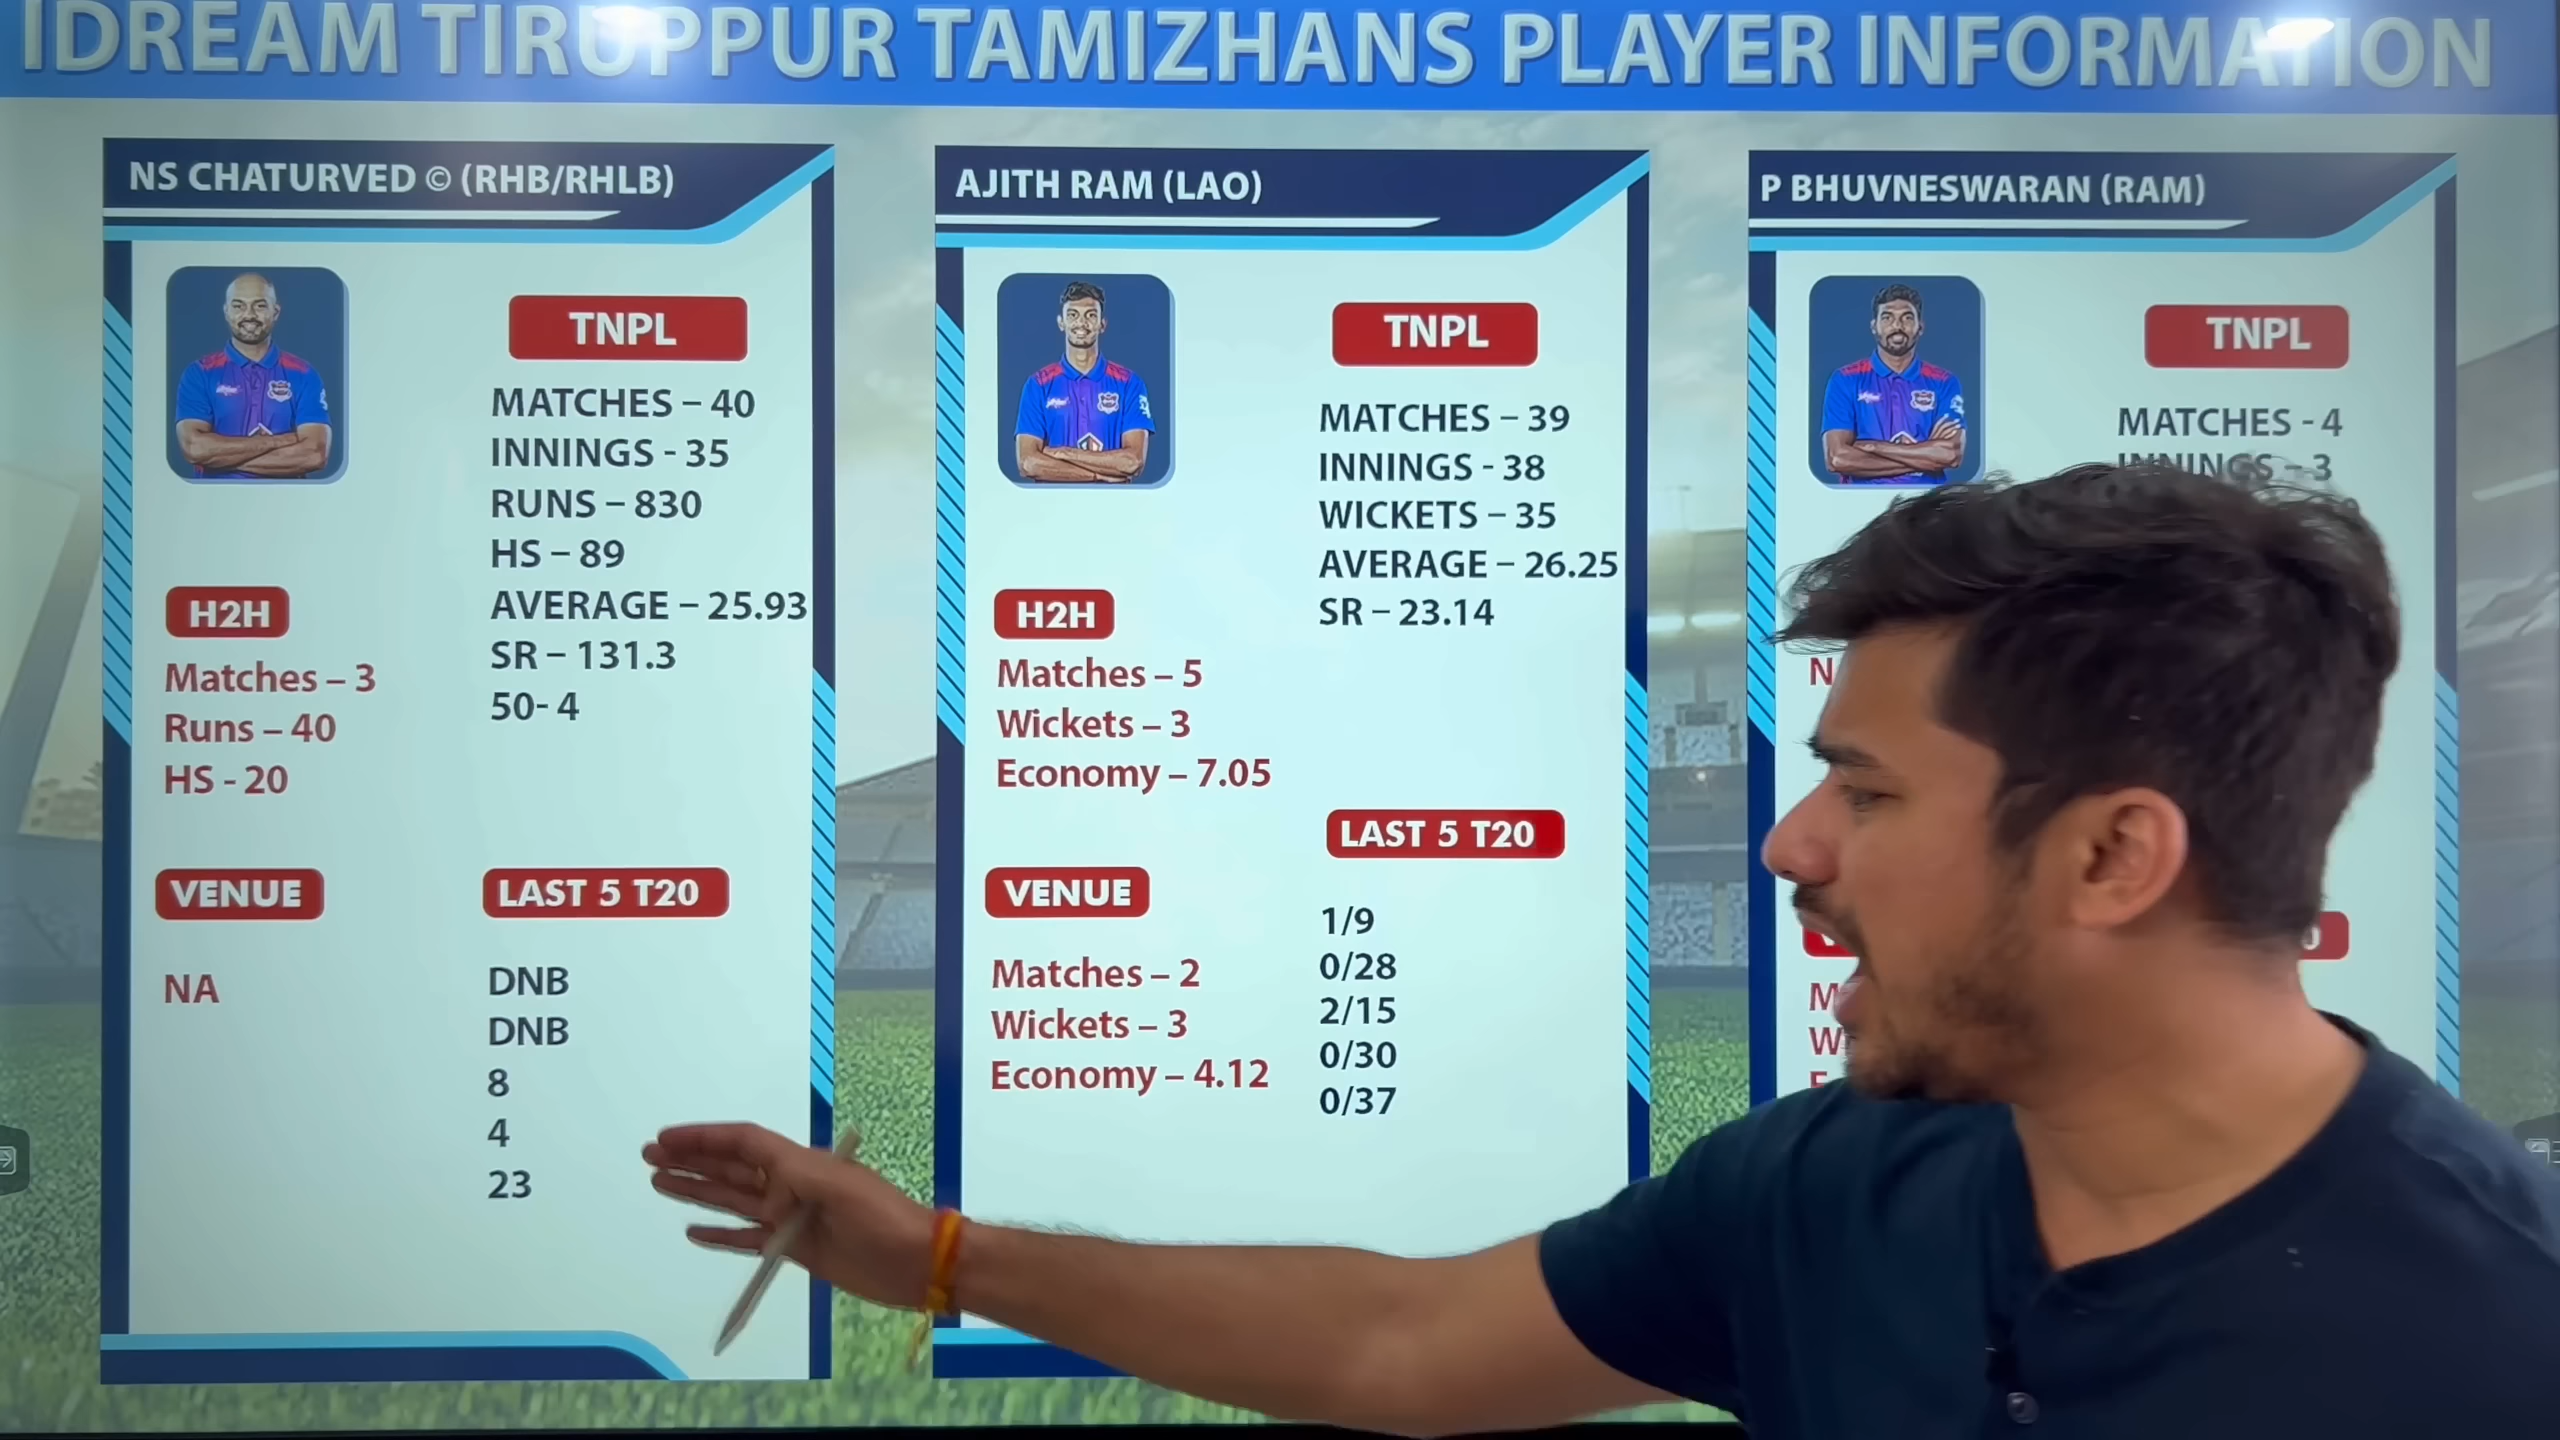 IDREAM TIRUPPUR TAMIZHANS PLAYER INFORMATION
NS CHATURVED © (RHB/RHLB)
TNPL
MATCHES – 40
INNINGS - 35
RUNS – 830
HS – 89
AVERAGE – 25.93
SR – 131.3
50- 4
H2H
Matches – 3
Runs – 40
HS - 20
VENUE
NA
LAST 5 T20
DNB
DNB
8
4
23
AJITH RAM (LAO)
TNPL
MATCHES – 39
INNINGS - 38
WICKETS – 35
AVERAGE – 26.25
SR – 23.14
H2H
Matches – 5
Wickets – 3
Economy – 7.05
VENUE
Matches – 2
Wickets – 3
Economy – 4.12
LAST 5 T20
1/9
0/28
2/15
0/30
0/37
P BHUVNESWARAN (RAM)
TNPL
MATCHES - 4
INNINGS – 3